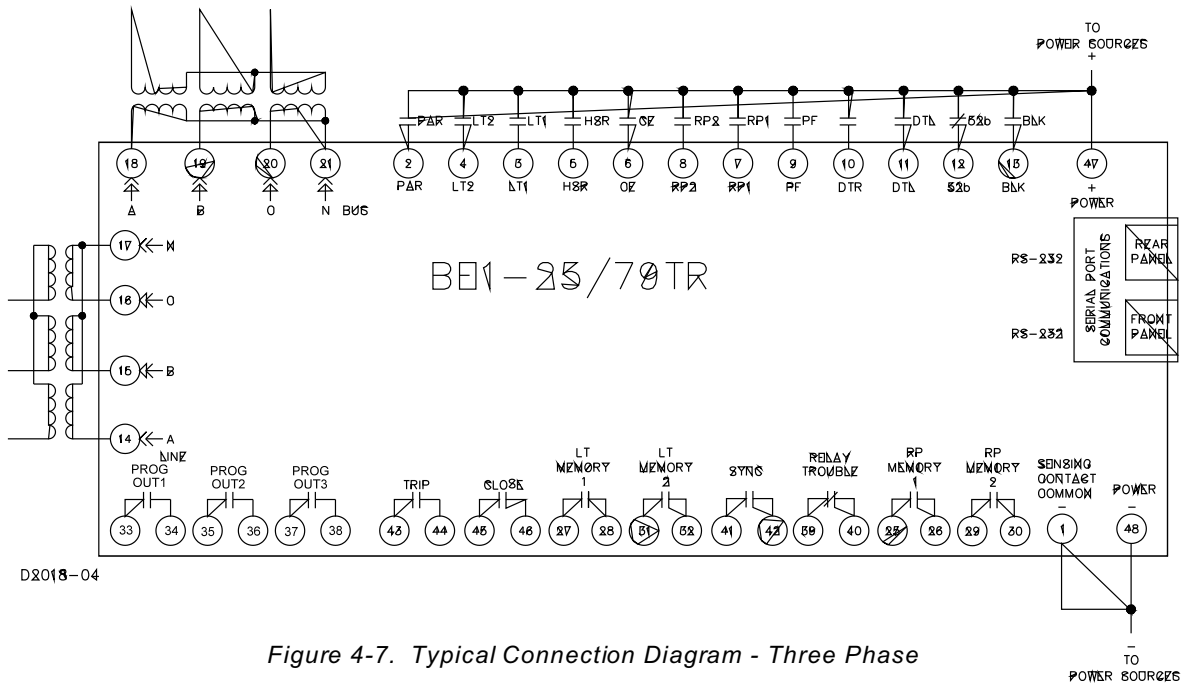 TO
POWER SOURCES
+
PAR LT2 LT1 HSR RP2 RP1 PF DTL 52b BLK
18 19 20 21 2 4 3 5 6 8 7 9 10 11 12 13 47
PAR LT2 LT1 HSR RP2 RP1 PF DTR DTL 52b BLK
+
POWER
A B N BUS
17 N
16
15 B
14 A
LINE
BE1-25/79TR
RS-232
REAR
PANEL
SERIAL PORT
COMMUNICATIONS
RS-232
FRONT
PANEL
PROG
OUT1
PROG
OUT2
PROG
OUT3
TRIP
CLOSE
LT
MEMORY
1
LT
MEMORY
2
SYNC
RELAY
TROUBLE
RP
MEMORY
1
RP
MEMORY
2
SENSING
CONTACT
COMMON
–
POWER
–
33 34 35 36 37 38 43 44 45 46 27 28 31 32 41 42 39 40 25 26 29 30 1 48
D2018-04
–
TO
POWER SOURCES
Figure 4-7. Typical Connection Diagram - Three Phase